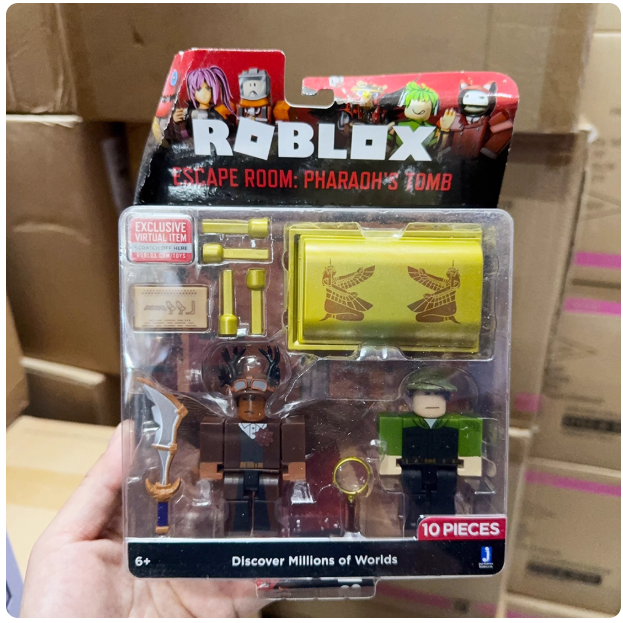 ROBLOX
ESCAPE ROOM: PHARAOH'S TOMB
EXCLUSIVE
VIRTUAL ITEM
10 PIECES
6+
Discover Millions of Worlds